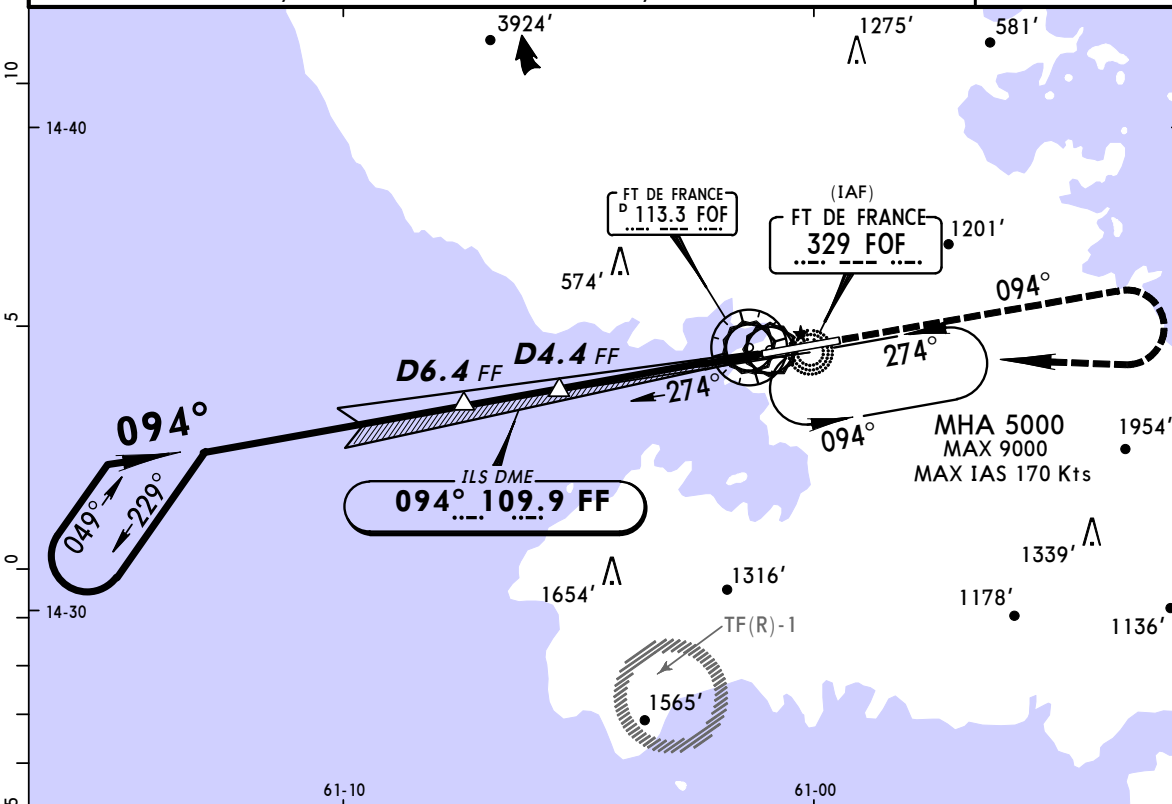 3924'
1275'
581'
10
14-40
FT DE FRANCE
D 113.3 FOF
(IAF)
FT DE FRANCE
329 FOF
1201'
574'
094°
5
D6.4 FF
D4.4 FF
274°
274°
094°
094°
MHA 5000
MAX 9000
MAX IAS 170 Kts
1954'
ILS DME
094° 109.9 FF
049°
229°
0
1654'
1316'
1339'
1178'
1136'
14-30
TF(R)-1
1565'
5
61-10
61-00